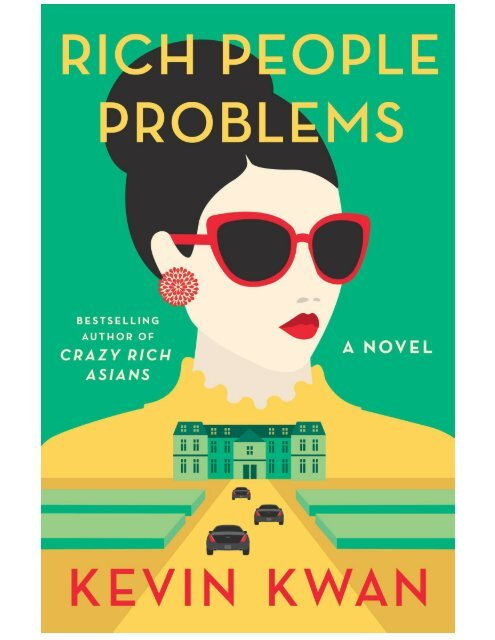 RICH PEOPLE
PROBLEMS
BESTSELLING
AUTHOR OF
CRAZY RICH
ASIANS
A NOVEL
KEVIN KWAN